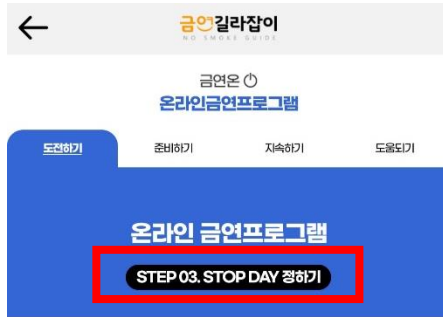 금연길라잡이
NO SMOKE GUIDE
금연온
온라인금연프로그램
도전하기 준비하기 지속하기 도움되기
온라인 금연프로그램
STEP 03. STOP DAY 정하기